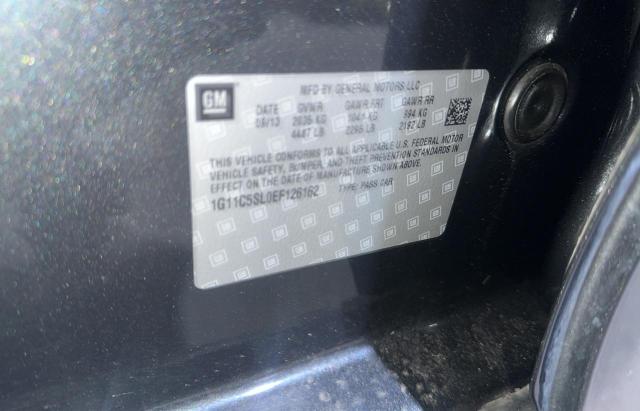 GM
MFD BY GENERAL MOTORS LLC
DATE GVWR GAWR FRT GAWR RR
08/13 2035 KG 1041 KG 994 KG
4487 LB 2295 LB 2192 LB
THIS VEHICLE CONFORMS TO ALL APPLICABLE U.S. FEDERAL MOTOR
VEHICLE SAFETY, BUMPER, AND THEFT PREVENTION STANDARDS IN
EFFECT ON THE DATE OF MANUFACTURE SHOWN ABOVE.
1G11C5SL0EF126162 TYPE: PASS CAR